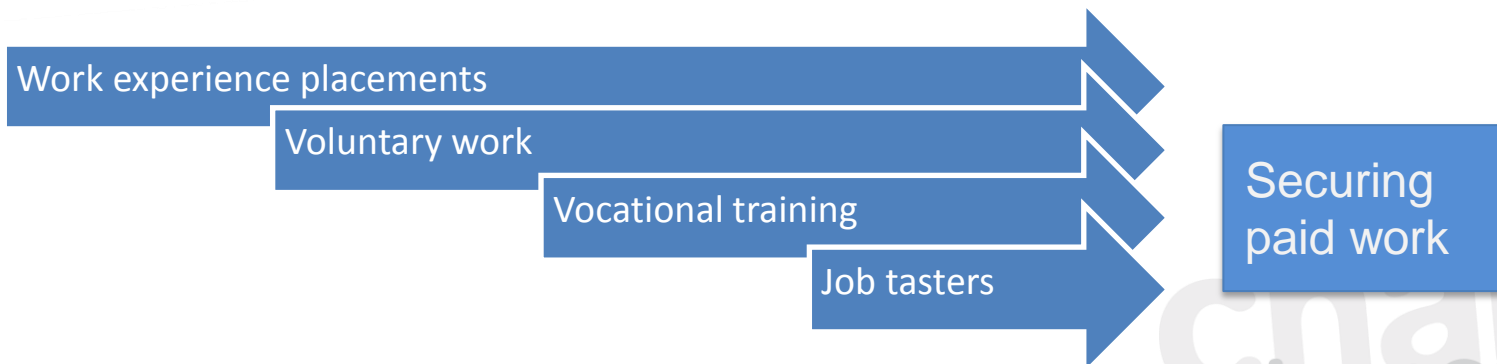 Work experience placements
Voluntary work
Vocational training
Job tasters
Securing
paid work